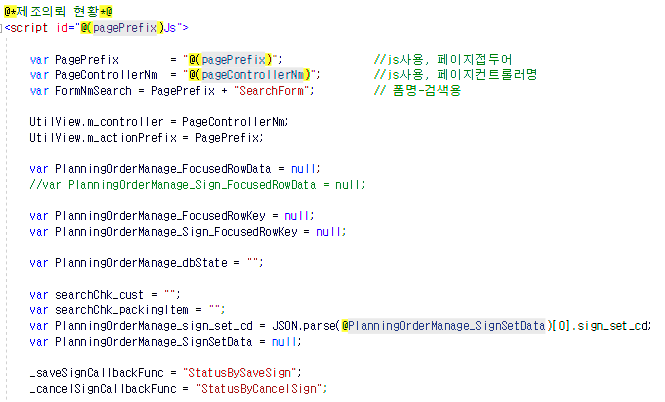 @*제조의뢰 현황*@
<script id="@(pagePrefix)Js">
var PagePrefix = "@(pagePrefix)"; //js사용, 페이지접두어
var PageControllerNm = "@(pageControllerNm)"; //js사용, 페이지컨트롤러명
var FormNmSearch = PagePrefix + "SearchForm"; // 폼명-검색용
UtilView.m_controller = PageControllerNm;
UtilView.m_actionPrefix = PagePrefix;
var PlanningOrderManage_FocusedRowData = null;
//var PlanningOrderManage_Sign_FocusedRowData = null;
var PlanningOrderManage_FocusedRowKey = null;
var PlanningOrderManage_Sign_FocusedRowKey = null;
var PlanningOrderManage_dbState = "";
var searchChk_cust = "";
var searchChk_packingItem = "";
var PlanningOrderManage_sign_set_cd = JSON.parse(@PlanningOrderManage_SignSetData)[0].sign_set_cd;
var PlanningOrderManage_SignSetData = null;
_saveSignCallbackFunc = "StatusBySaveSign";
_cancelSignCallbackFunc = "StatusByCancelSign";